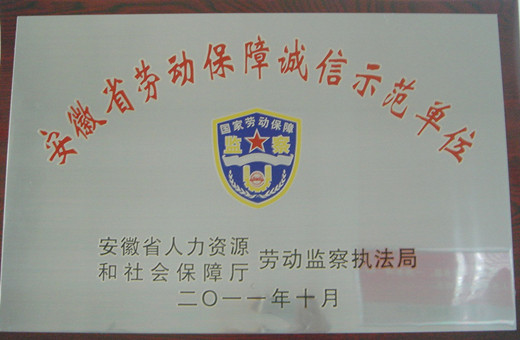 安徽省劳动保障诚信示范单位
国家劳动保障
监察
安徽省人力资源
和社会保障厅 劳动监察执法局
二〇一一年十月